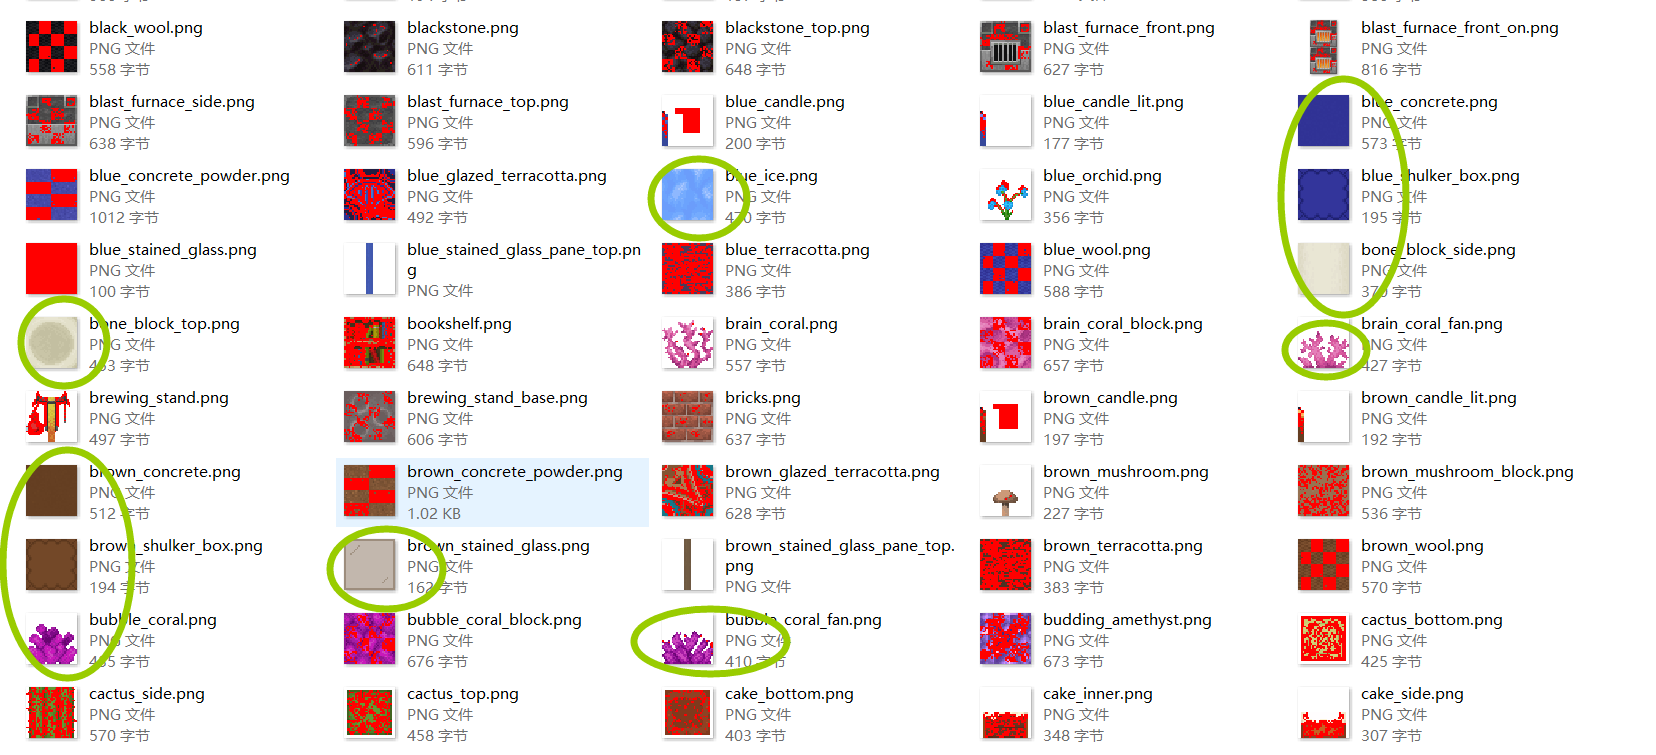 black_wool.png
PNG 文件
558 字节
blackstone.png
PNG 文件
611 字节
blackstone_top.png
PNG 文件
648 字节
blast_furnace_front.png
PNG 文件
627 字节
blast_furnace_front_on.png
PNG 文件
816 字节
blast_furnace_side.png
PNG 文件
638 字节
blast_furnace_top.png
PNG 文件
596 字节
blue_candle.png
PNG 文件
200 字节
blue_candle_lit.png
PNG 文件
177 字节
blue_concrete.png
PNG 文件
573 字节
blue_concrete_powder.png
PNG 文件
1012 字节
blue_glazed_terracotta.png
PNG 文件
492 字节
blue_ice.png
PNG 文件
470 字节
blue_orchid.png
PNG 文件
356 字节
blue_shulker_box.png
PNG 文件
195 字节
blue_stained_glass.png
PNG 文件
100 字节
blue_stained_glass_pane_top.pn
g
PNG 文件
blue_terracotta.png
PNG 文件
386 字节
blue_wool.png
PNG 文件
588 字节
bone_block_side.png
PNG 文件
字节
bone_block_top.png
PNG 文件
字节
bookshelf.png
PNG 文件
648 字节
brain_coral.png
PNG 文件
557 字节
brain_coral_block.png
PNG 文件
657 字节
brain_coral_fan.png
PNG 文件
427 字节
brewing_stand.png
PNG 文件
497 字节
brewing_stand_base.png
PNG 文件
606 字节
bricks.png
PNG 文件
637 字节
brown_candle.png
PNG 文件
197 字节
brown_candle_lit.png
PNG 文件
192 字节
brown_concrete.png
PNG 文件
512 字节
brown_concrete_powder.png
PNG 文件
1.02 KB
brown_glazed_terracotta.png
PNG 文件
628 字节
brown_mushroom.png
PNG 文件
227 字节
brown_mushroom_block.png
PNG 文件
536 字节
brown_shulker_box.png
PNG 文件
194 字节
brown_stained_glass.png
PNG 文件
162 字节
brown_stained_glass_pane_top.
png
PNG 文件
brown_terracotta.png
PNG 文件
383 字节
brown_wool.png
PNG 文件
570 字节
bubble_coral.png
PNG 文件
字节
bubble_coral_block.png
PNG 文件
676 字节
bubble_coral_fan.png
PNG 文件
410 字节
budding_amethyst.png
PNG 文件
673 字节
cactus_bottom.png
PNG 文件
425 字节
cactus_side.png
PNG 文件
570 字节
cactus_top.png
PNG 文件
458 字节
cake_bottom.png
PNG 文件
403 字节
cake_inner.png
PNG 文件
348 字节
cake_side.png
PNG 文件
307 字节